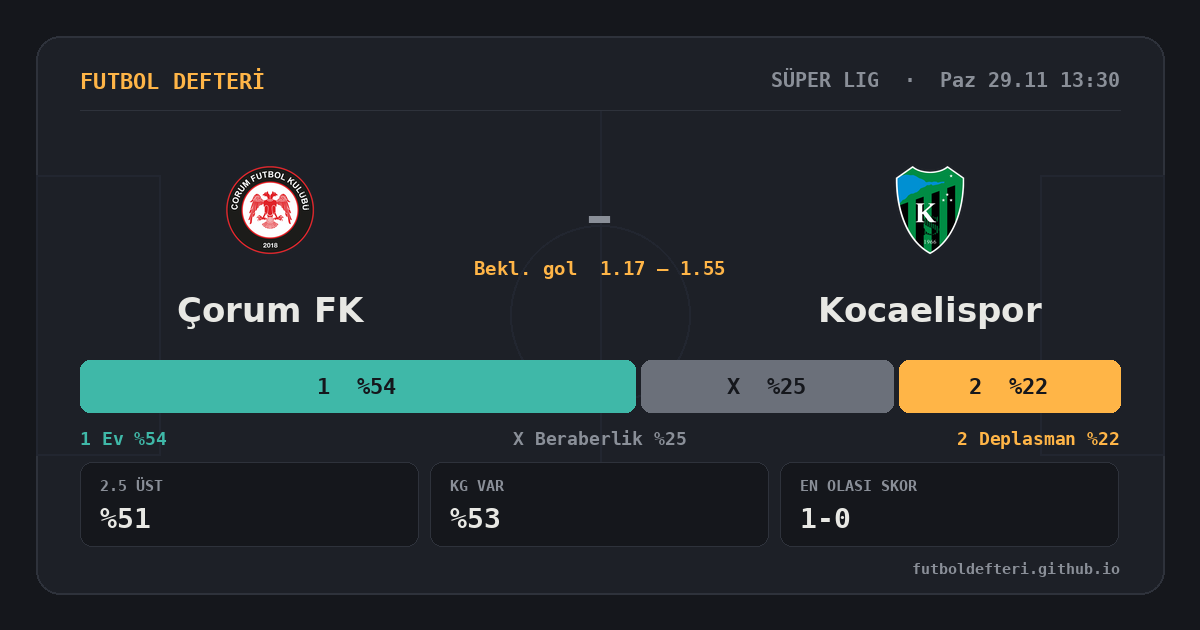 FUTBOL DEFTERİ
SÜPER LIG · Paz 29.11 13:30
ÇORUM FUTBOL KULÜBÜ
2018
K
1966
–
Bekl. gol 1.17 – 1.55
Çorum FK
Kocaelispor
1 %54
X %25
2 %22
1 Ev %54
X Beraberlik %25
2 Deplasman %22
2.5 ÜST
KG VAR
EN OLASI SKOR
%51
%53
1-0
futboldefteri.github.io